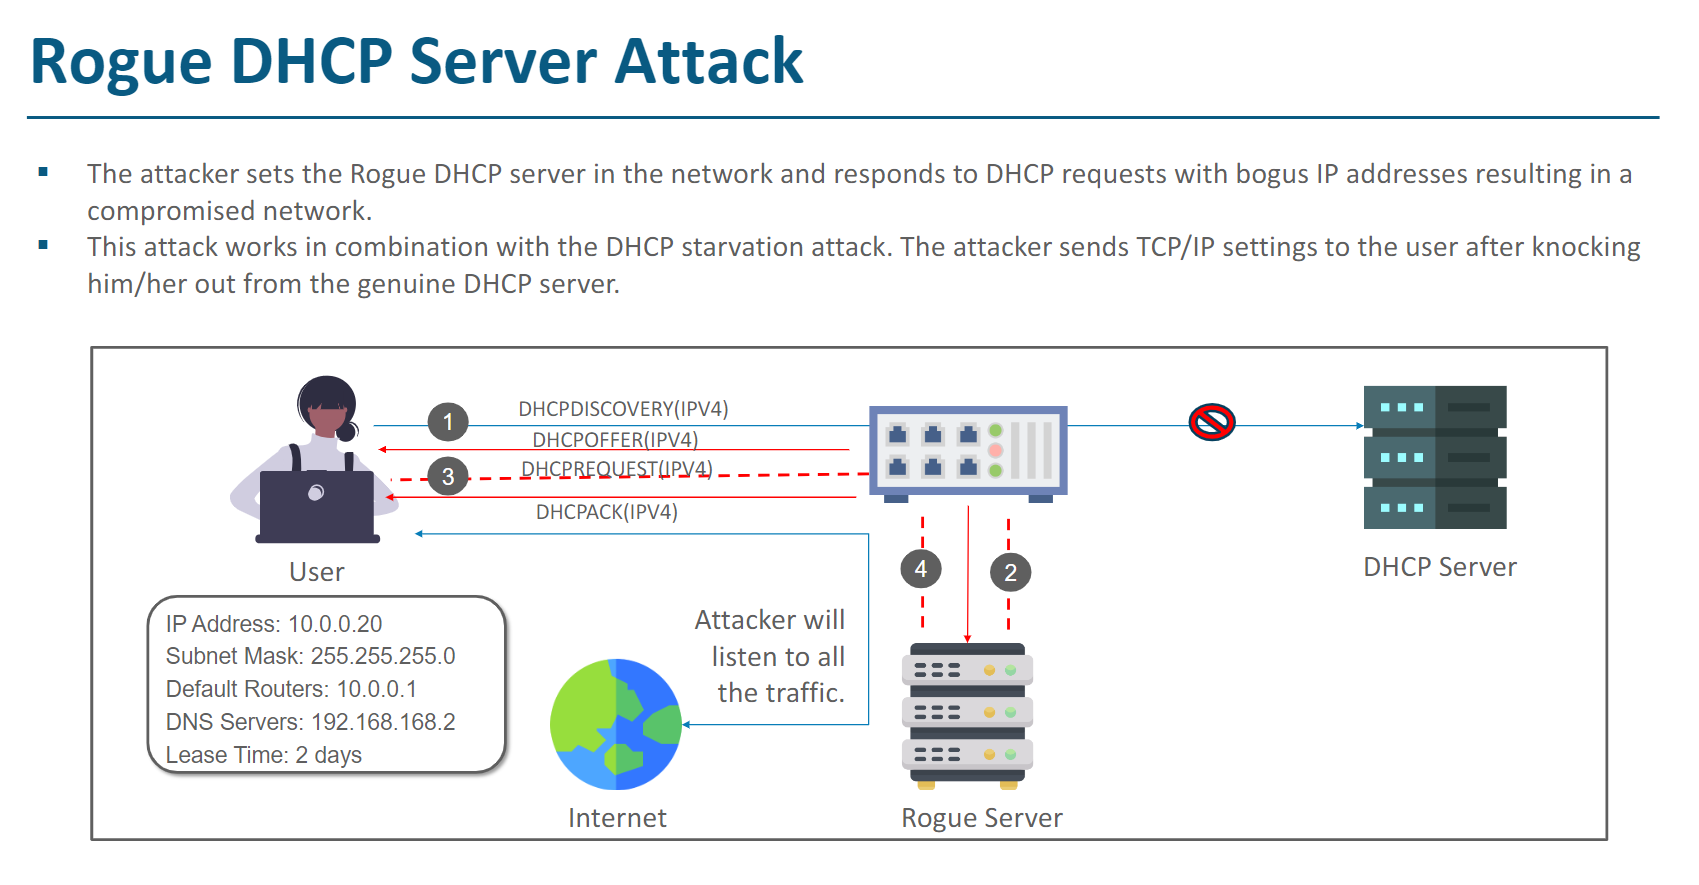 Rogue DHCP Server Attack
The attacker sets the Rogue DHCP server in the network and responds to DHCP requests with bogus IP addresses resulting in a
compromised network.
This attack works in combination with the DHCP starvation attack. The attacker sends TCP/IP settings to the user after knocking
him/her out from the genuine DHCP server.
1
DHCPDISCOVERY(IPV4)
DHCPOFFER(IPV4)
3
DHCPREQUEST(IPV4)
DHCPACK(IPV4)
User
DHCP Server
4
2
IP Address: 10.0.0.20
Subnet Mask: 255.255.255.0
Default Routers: 10.0.0.1
DNS Servers: 192.168.168.2
Lease Time: 2 days
Attacker will
listen to all
the traffic.
Internet
Rogue Server